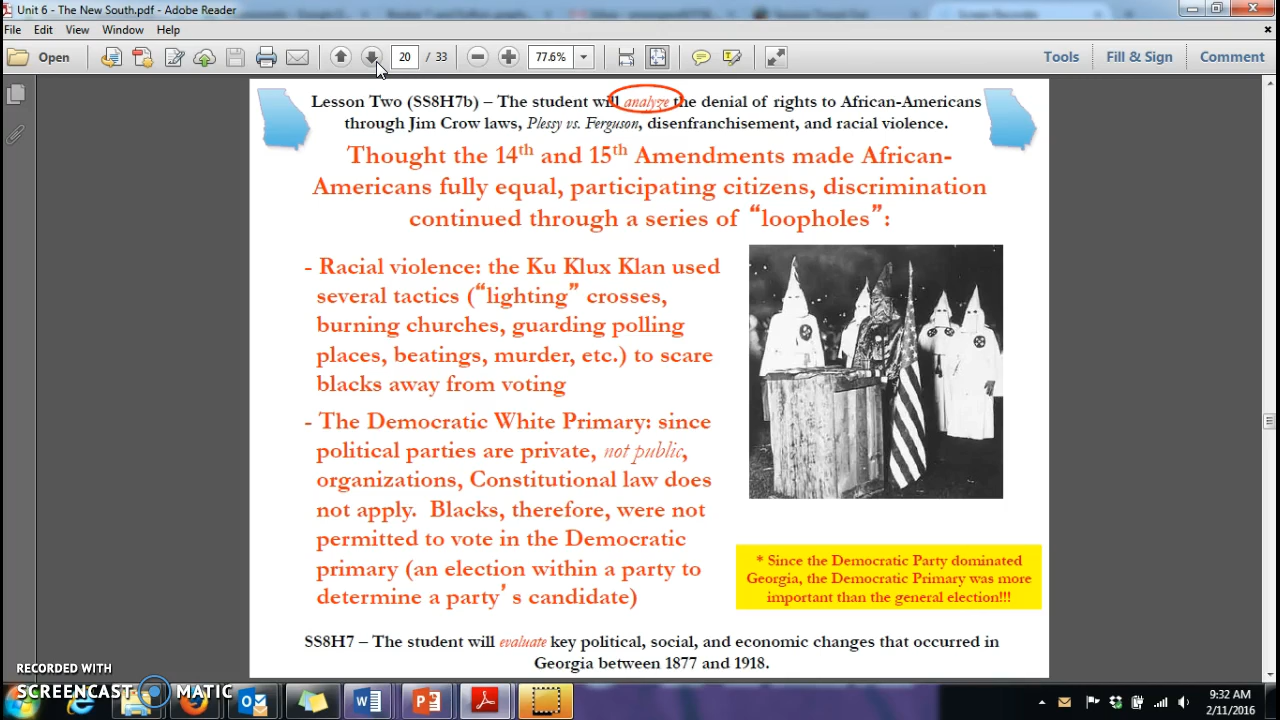 Unit 6 - The New South.pdf - Adobe Reader
File Edit View Window Help
Open 20 / 33 77.6% Tools Fill & Sign Comment
Lesson Two (SS8H7b) – The student will analyze the denial of rights to African-Americans
through Jim Crow laws, Plessy vs. Ferguson, disenfranchisement, and racial violence.
Thought the 14th and 15th Amendments made African-
Americans fully equal, participating citizens, discrimination
continued through a series of “loopholes”:
- Racial violence: the Ku Klux Klan used
several tactics (“lighting” crosses,
burning churches, guarding polling
places, beatings, murder, etc.) to scare
blacks away from voting
- The Democratic White Primary: since
political parties are private, not public,
organizations, Constitutional law does
not apply. Blacks, therefore, were not
permitted to vote in the Democratic
primary (an election within a party to
determine a party’s candidate)
* Since the Democratic Party dominated
Georgia, the Democratic Primary was more
important than the general election!!!
SS8H7 – The student will evaluate key political, social, and economic changes that occurred in
Georgia between 1877 and 1918.
RECORDED WITH
SCREENCAST MATIC
9:32 AM
2/11/2016